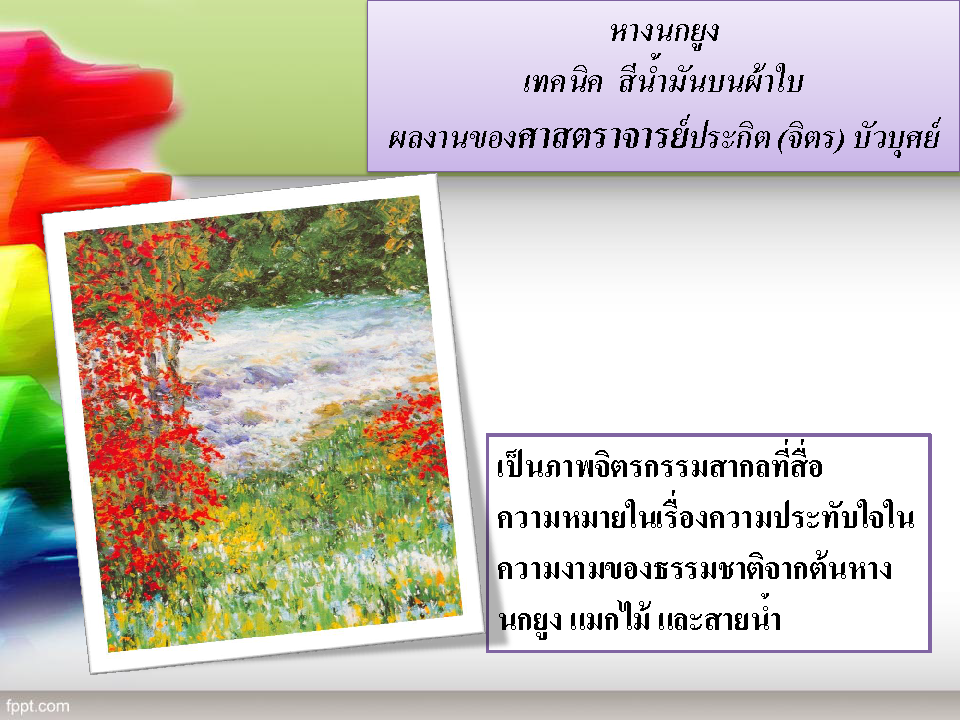 หางนกยูง
เทคนิค สีน้ำมันบนผ้าใบ
ผลงานของศาสตราจารย์ประกิต (จิตร) บัวบุศย์
เป็นภาพจิตรกรรมสากลที่สื่อ
ความหมายในเรื่องความประทับใจใน
ความงามของธรรมชาติจากต้นหาง
นกยูง แมกไม้ และสายน้ำ
fppt.com